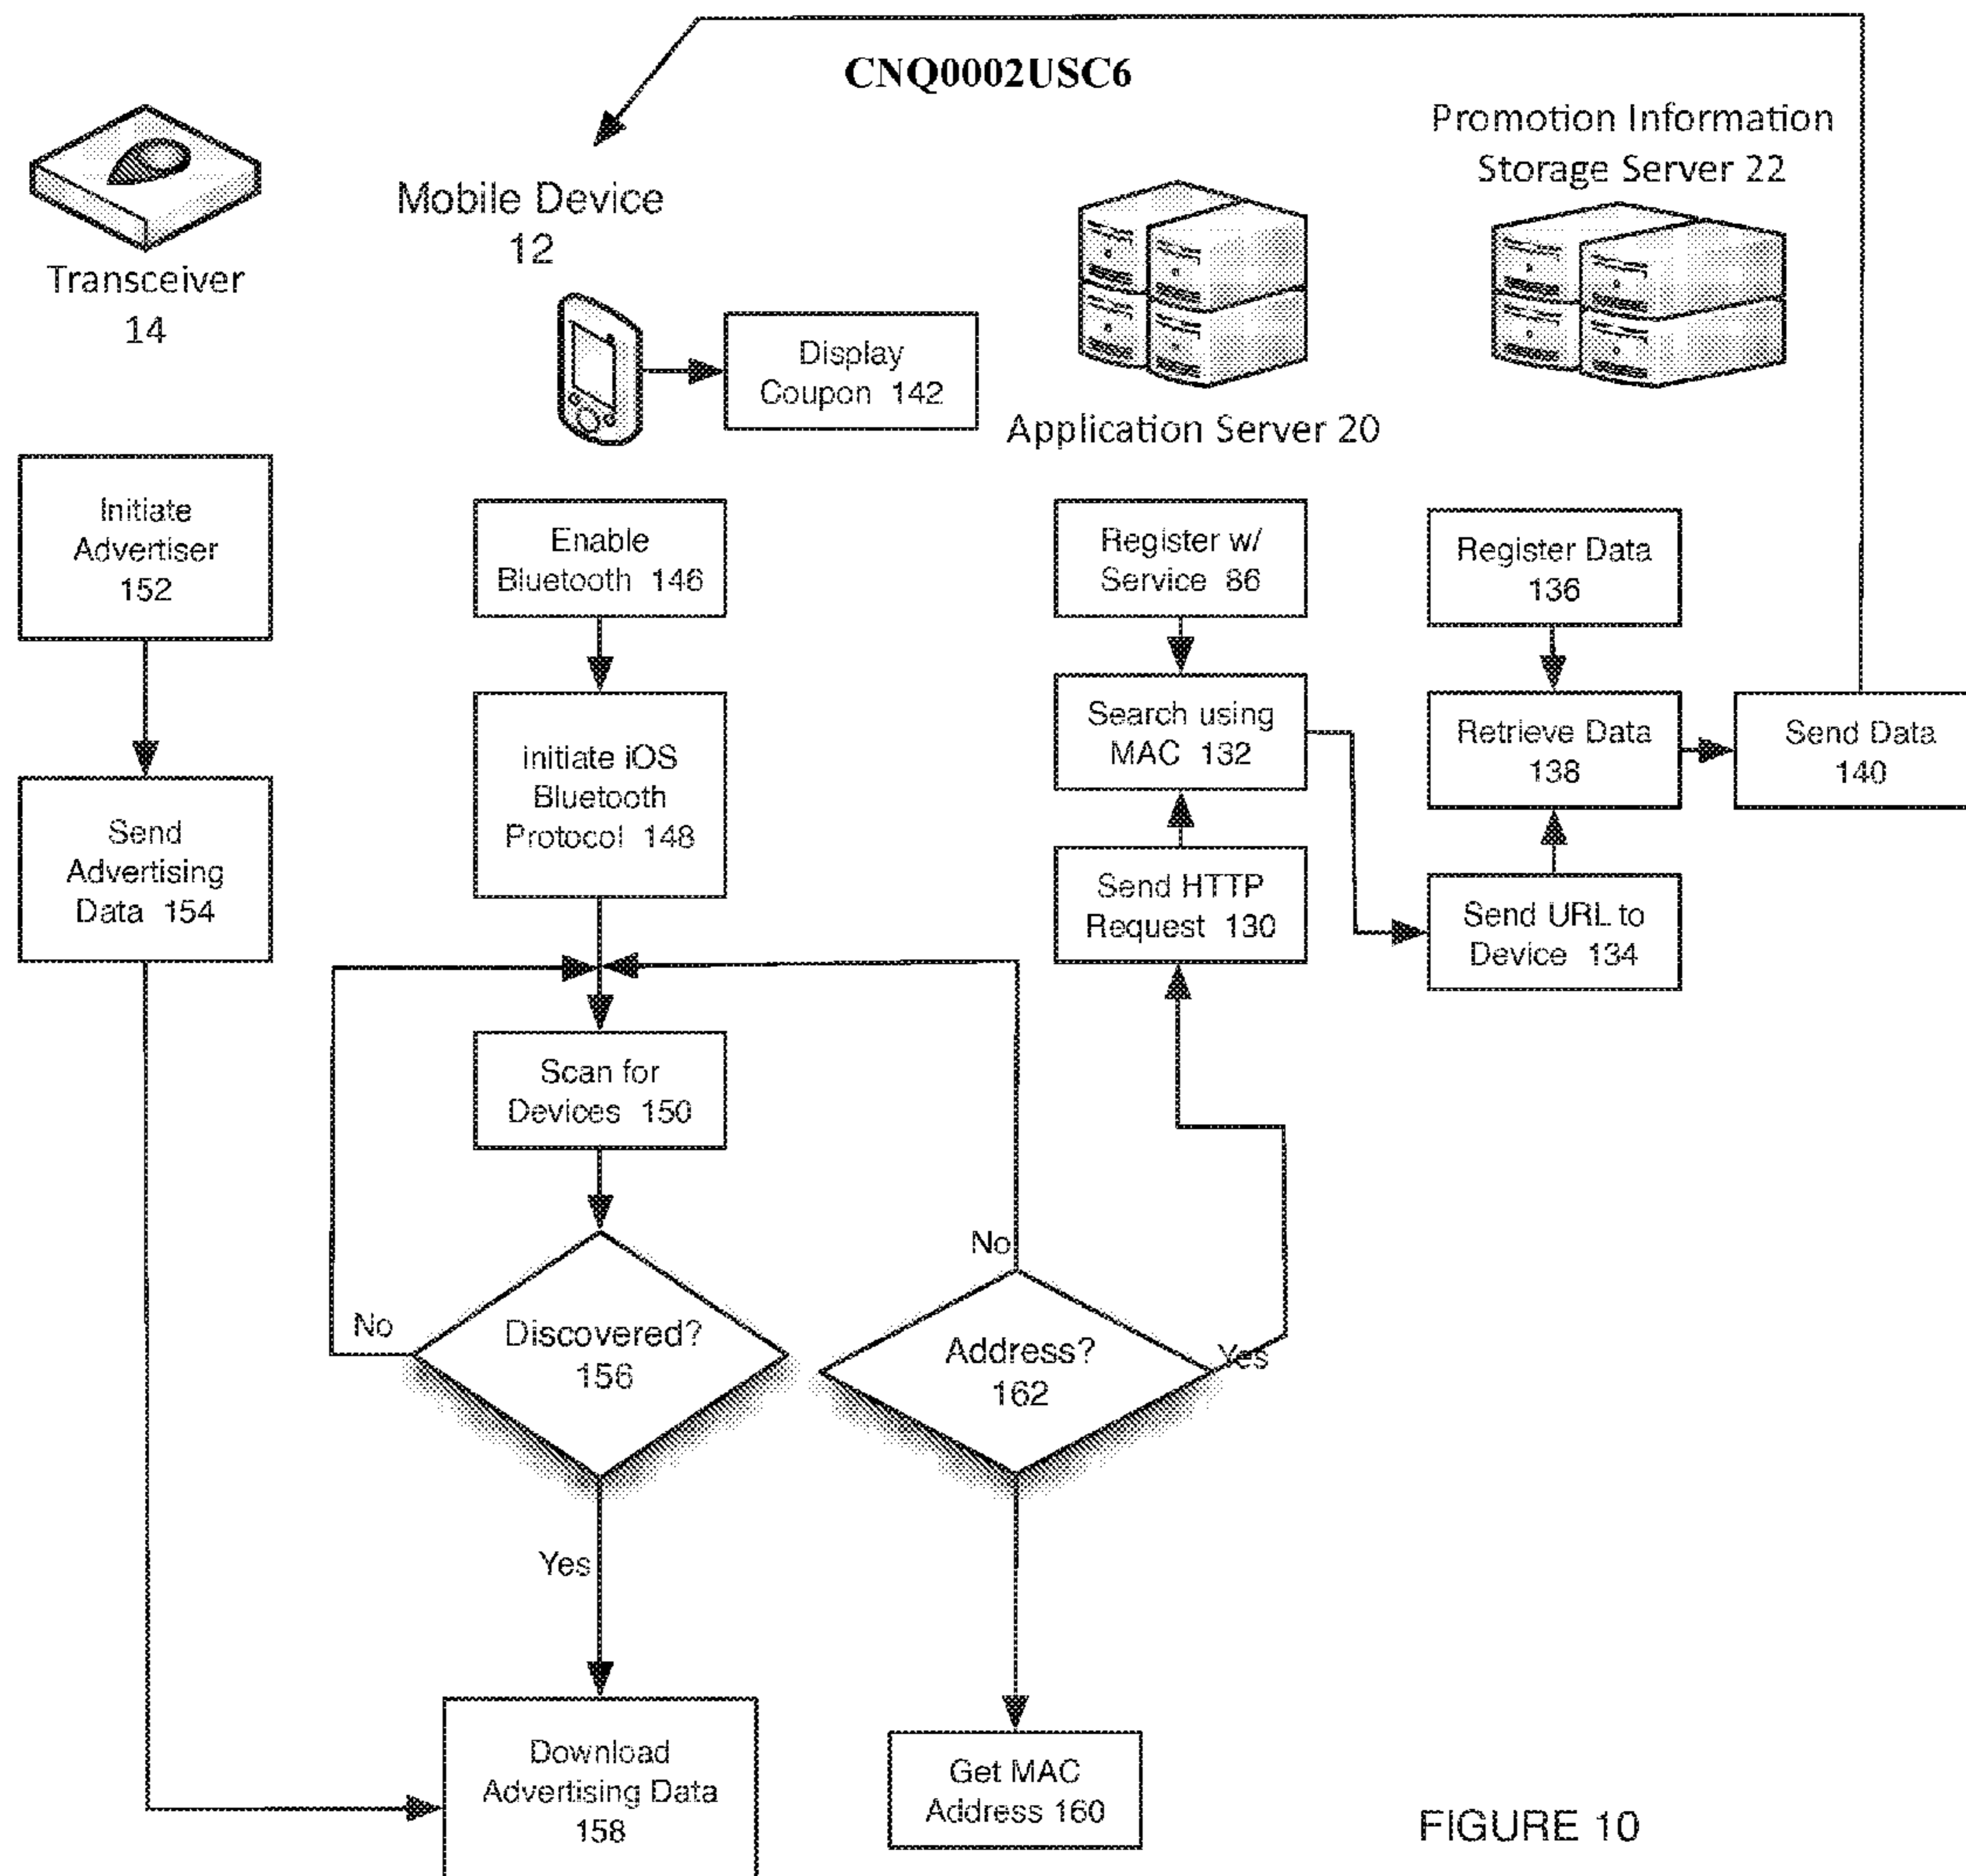 CNQ0002USC6
Promotion Information
Storage Server 22
Mobile Device
12
Transceiver
14
Display
Coupon 142
Application Server 20
Initiate
Advertiser
152
Enable
Bluetooth 146
Register w/
Service 86
Register Data
136
initiate iOS
Bluetooth
Protocol 148
Search using
MAC 132
Retrieve Data
138
Send Data
140
Send
Advertising
Data 154
Send HTTP
Request 130
Send URL to
Device 134
Scan for
Devices 150
No
No
Discovered?
156
Address?
162
Yes
Yes
Download
Advertising Data
158
Get MAC
Address 160
FIGURE 10